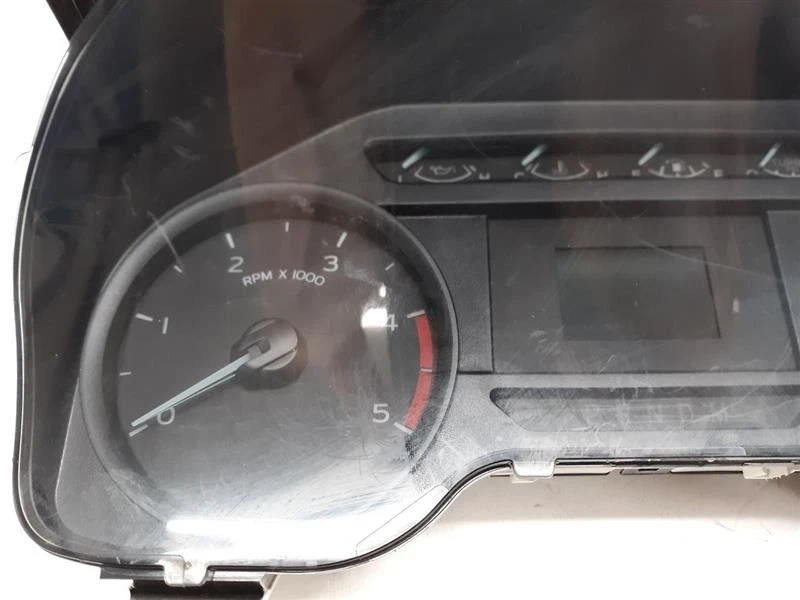 L H C H E F C
2 3
RPM X 1000
1 4
0 5
P R N D M